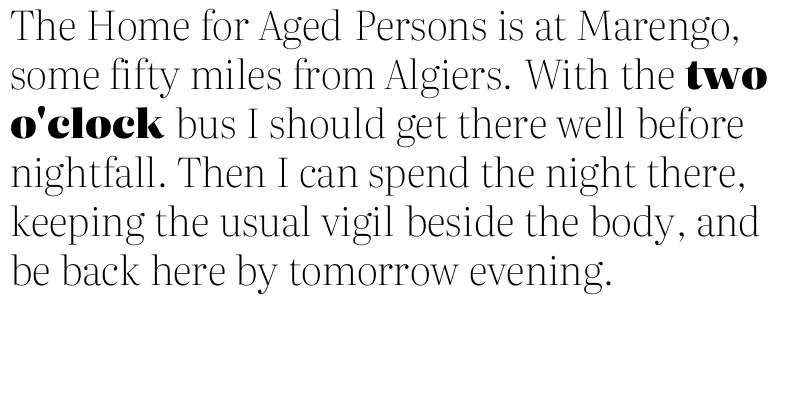 The Home for Aged Persons is at Marengo,
some fifty miles from Algiers. With the two
o'clock bus I should get there well before
nightfall. Then I can spend the night there,
keeping the usual vigil beside the body, and
be back here by tomorrow evening.